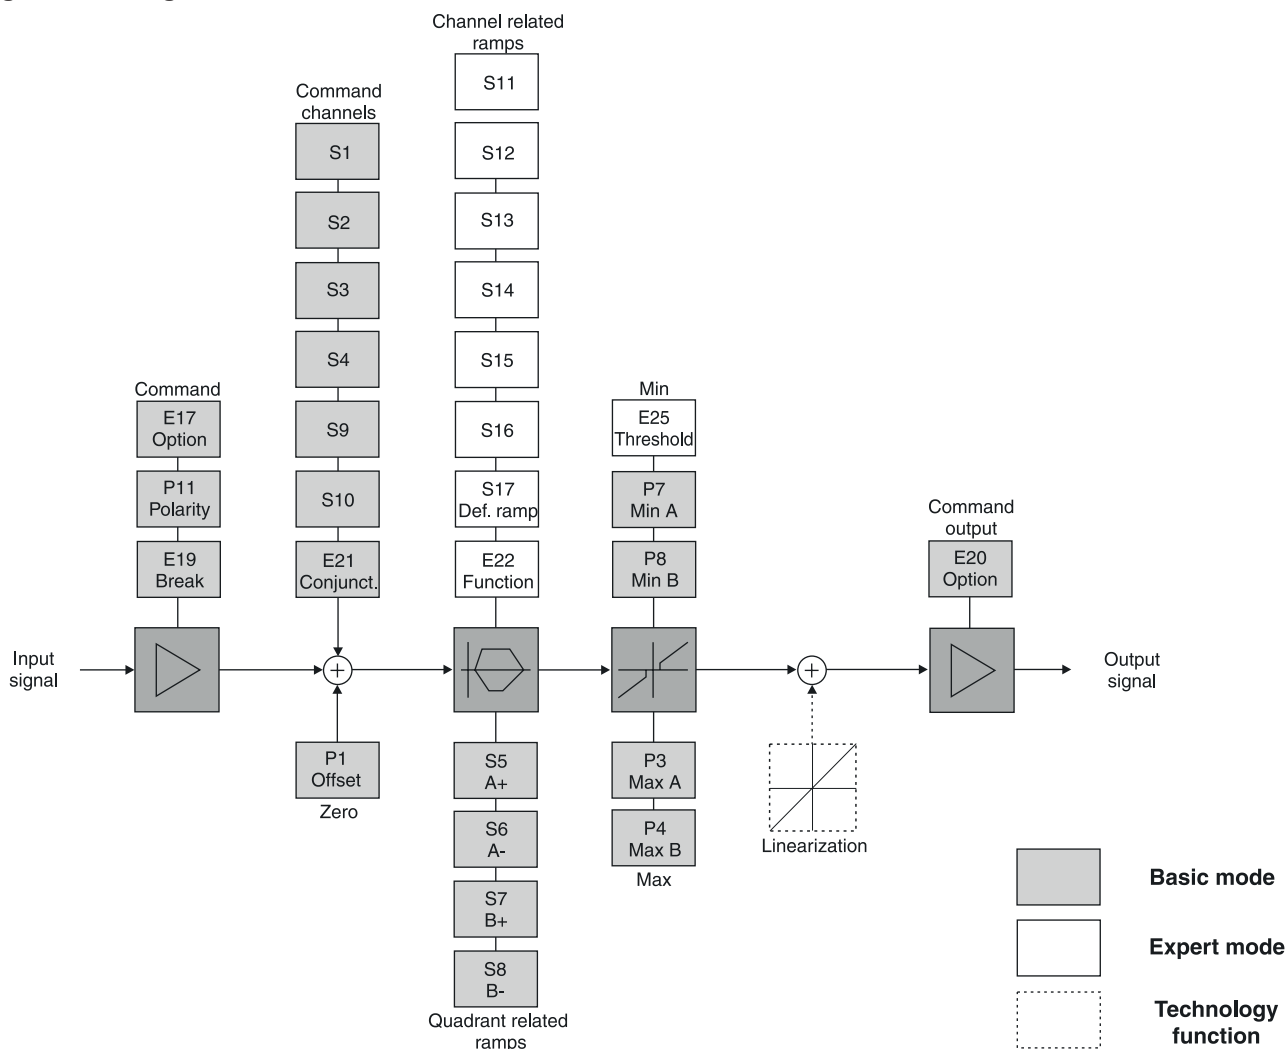 Channel related
ramps
S11
Command
channels
S1
S2
S3
S4
S9
S10
E21
Conjunct.
S12
S13
S14
S15
S16
S17
Def. ramp
E22
Function
Command
E17
Option
P11
Polarity
E19
Break
Min
E25
Threshold
P7
Min A
P8
Min B
Command
output
E20
Option
Input
signal
+
+
Output
signal
P1
Offset
Zero
S5
A+
S6
A-
S7
B+
S8
B-
Quadrant related
ramps
P3
Max A
P4
Max B
Max
Linearization
Basic mode
Expert mode
Technology
function